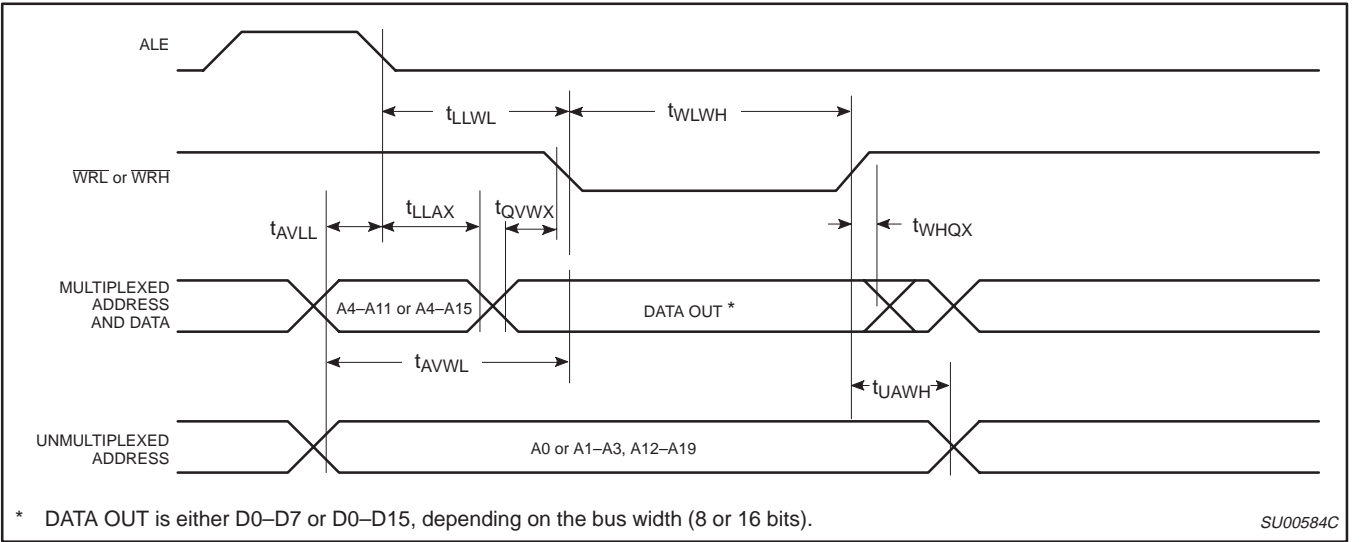 ALE
tLLWL
tWLWH
WRL or WRH
tAVLL
tLLAX
tQVWX
tWHQX
MULTIPLEXED
ADDRESS
AND DATA
A4–A11 or A4–A15
DATA OUT *
tAVWL
tUAWH
UNMULTIPLEXED
ADDRESS
A0 or A1–A3, A12–A19
* DATA OUT is either D0–D7 or D0–D15, depending on the bus width (8 or 16 bits).
SU00584C